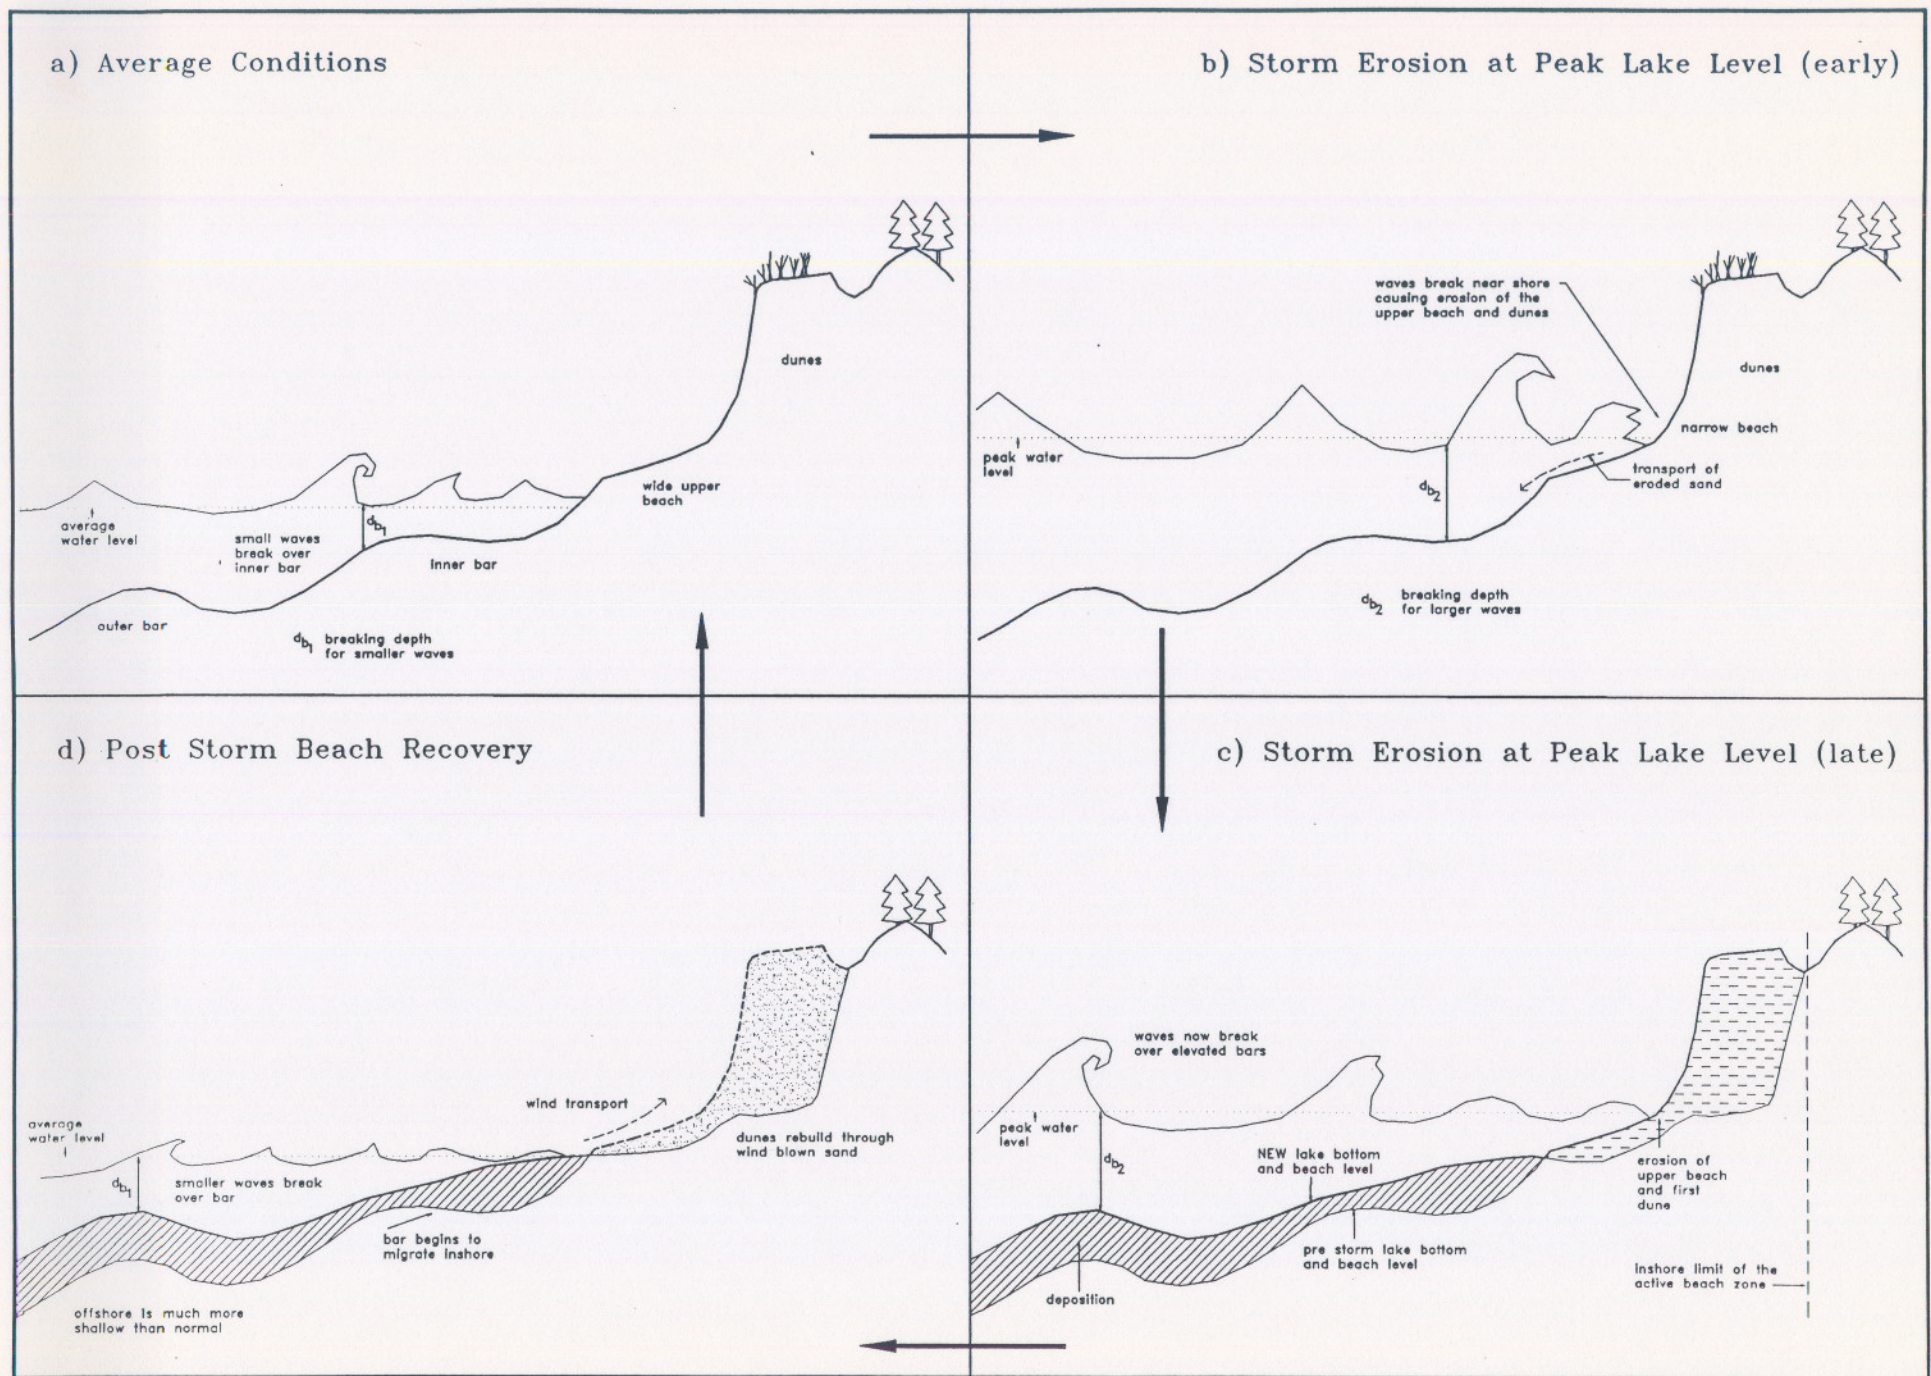 a) Average Conditions
dunes
wide upper
beach
average
water level
small waves
break over
inner bar
d_b1
inner bar
outer bar
d_b1 breaking depth
for smaller waves
b) Storm Erosion at Peak Lake Level (early)
waves break near shore
causing erosion of the
upper beach and dunes
dunes
narrow beach
peak water
level
d_b2
transport of
eroded sand
d_b2 breaking depth
for larger waves
c) Storm Erosion at Peak Lake Level (late)
waves now break
over elevated bars
peak water
level
d_b2
NEW lake bottom
and beach level
erosion of
upper beach
and first
dune
pre storm lake bottom
and beach level
inshore limit of the
active beach zone
deposition
d) Post Storm Beach Recovery
wind transport
average
water level
dunes rebuild through
wind blown sand
d_b1
smaller waves break
over bar
bar begins to
migrate inshore
offshore is much more
shallow than normal